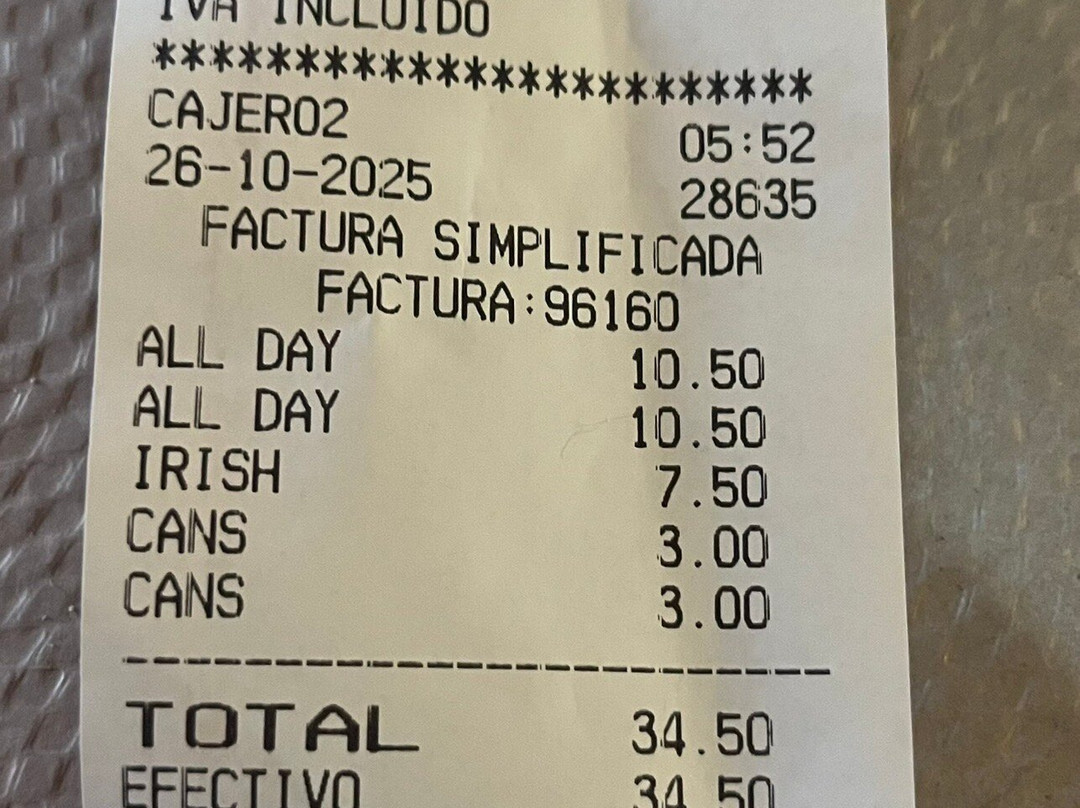 IVA INCLUIDO
************************
CAJERO2 05:52
26-10-2025 28635
FACTURA SIMPLIFICADA
FACTURA:96160
ALL DAY 10.50
ALL DAY 10.50
IRISH 7.50
CANS 3.00
CANS 3.00
-------------------------
TOTAL 34.50
EFECTIVO 34.50